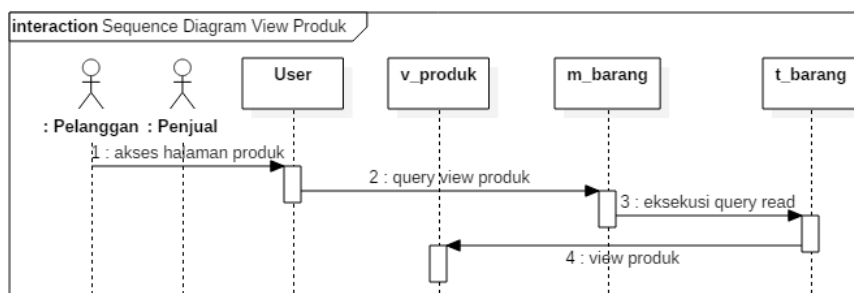 interaction Sequence Diagram View Produk
User
v_produk
m_barang
t_barang
: Pelanggan
: Penjual
1 : akses halaman produk
2 : query view produk
3 : eksekusi query read
4 : view produk